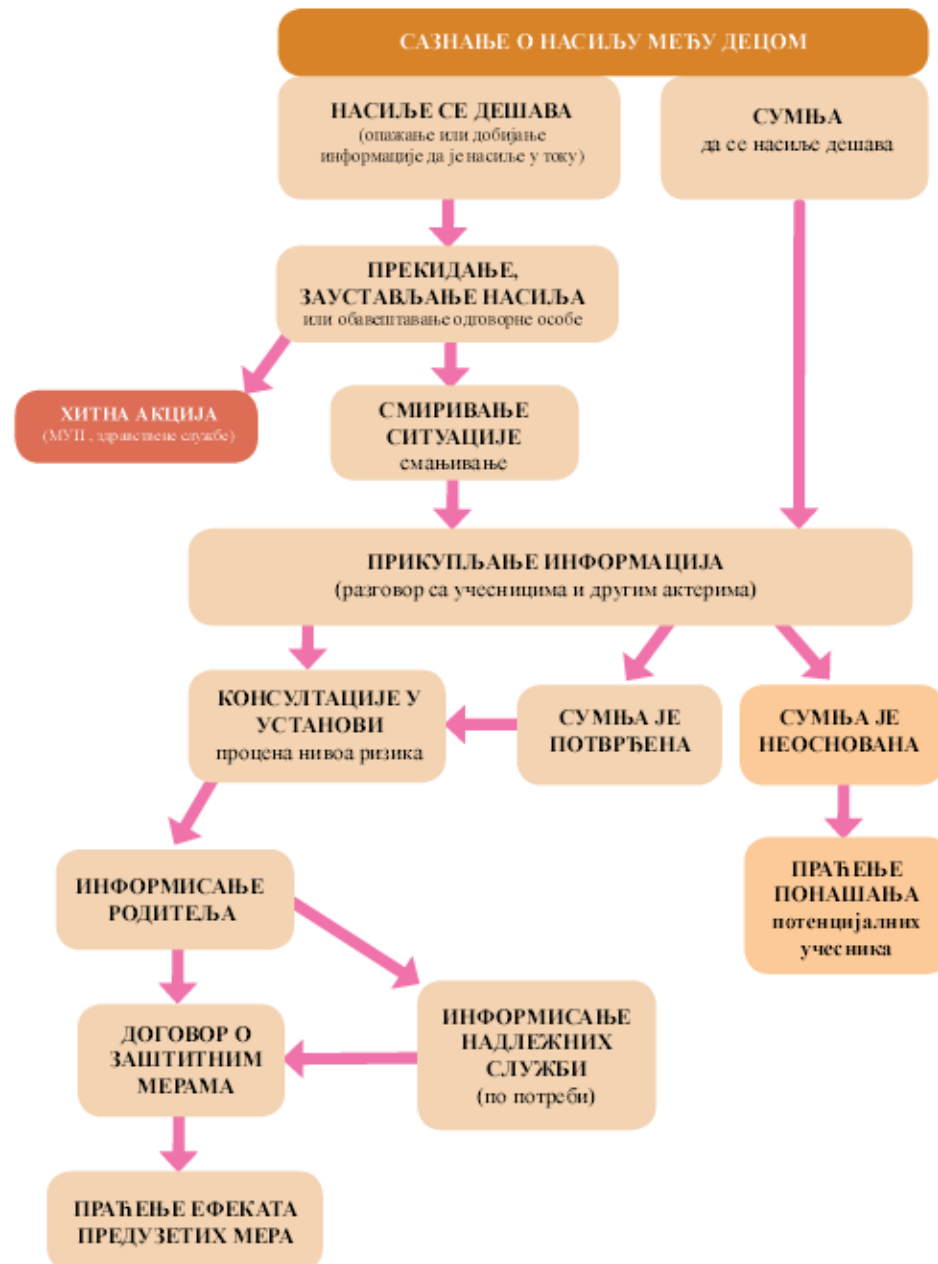 САЗНАЊЕ О НАСИЉУ МЕЂУ ДЕЦОМ
НАСИЉЕ СЕ ДЕШАВА
(опажање или добијање
информације да је насиље у току)
СУМЊА
да се насиље дешава
ПРЕКИДАЊЕ,
ЗАУСТАВЉАЊЕ НАСИЉА
или обавештавање одговорне особе
ХИТНА АКЦИЈА
(МУП , здравствене службе)
СМИРИВАЊЕ
СИТУАЦИЈЕ
смањивање
ПРИКУПЉАЊЕ ИНФОРМАЦИЈА
(разговор са учесницима и другим актерима)
КОНСУЛТАЦИЈЕ У
УСТАНОВИ
процена нивоа ризика
СУМЊА ЈЕ
ПОТВРЂЕНА
СУМЊА ЈЕ
НЕОСНОВАНА
ИНФОРМИСАЊЕ
РОДИТЕЉА
ПРАЋЕЊЕ
ПОНАШАЊА
потенцијалних
учесника
ДОГОВОР О
ЗАШТИТНИМ
МЕРАМА
ИНФОРМИСАЊЕ
НАДЛЕЖНИХ
СЛУЖБИ
(по потреби)
ПРАЋЕЊЕ ЕФЕКАТА
ПРЕДУЗЕТИХ МЕРА